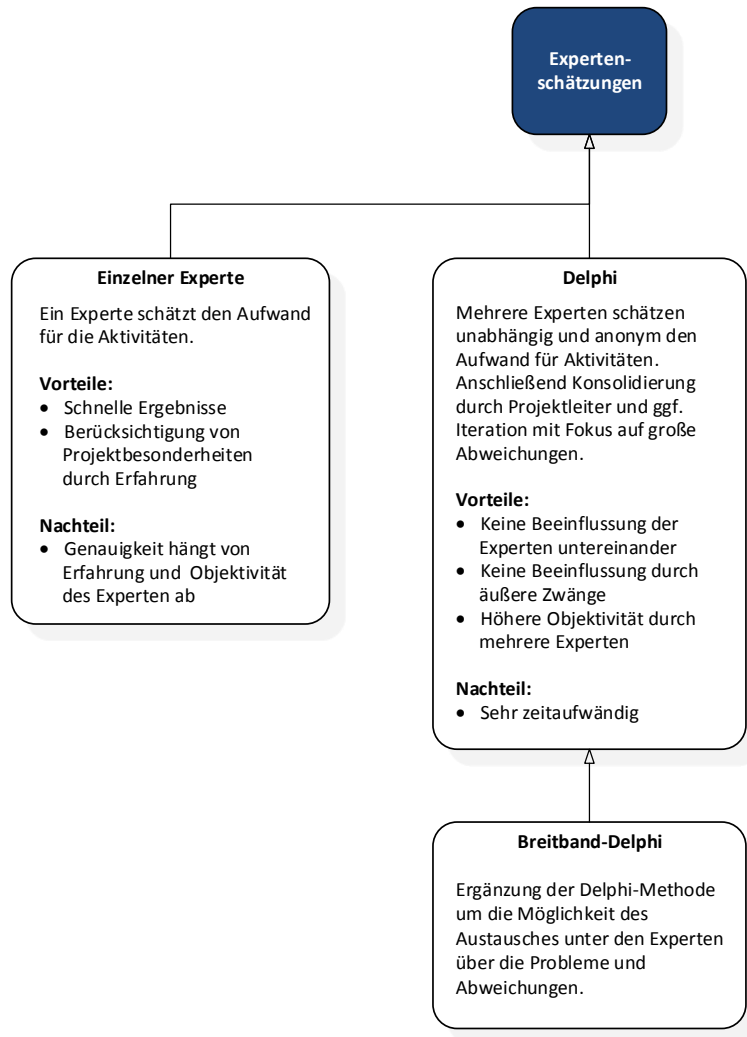 Experten-
schätzungen
Einzelner Experte
Ein Experte schätzt den Aufwand
für die Aktivitäten.
Vorteile:
• Schnelle Ergebnisse
• Berücksichtigung von
Projektbesonderheiten
durch Erfahrung
Nachteil:
• Genauigkeit hängt von
Erfahrung und Objektivität
des Experten ab
Delphi
Mehrere Experten schätzen
unabhängig und anonym den
Aufwand für Aktivitäten.
Anschließend Konsolidierung
durch Projektleiter und ggf.
Iteration mit Fokus auf große
Abweichungen.
Vorteile:
• Keine Beeinflussung der
Experten untereinander
• Keine Beeinflussung durch
äußere Zwänge
• Höhere Objektivität durch
mehrere Experten
Nachteil:
• Sehr zeitaufwändig
Breitband-Delphi
Ergänzung der Delphi-Methode
um die Möglichkeit des
Austausches unter den Experten
über die Probleme und
Abweichungen.